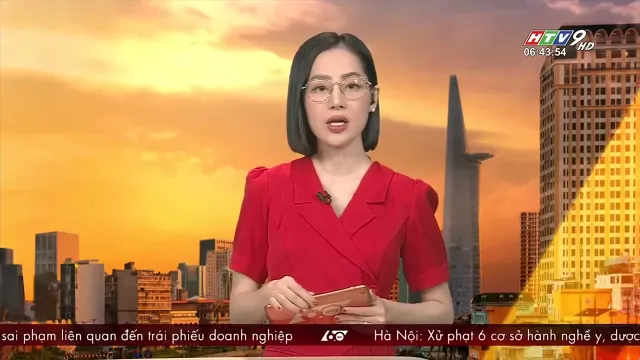 HTV9 HD
06:43:54
sai phạm liên quan đến trái phiếu doanh nghiệp 60 Hà Nội: Xử phạt 6 cơ sở hành nghề y, dược